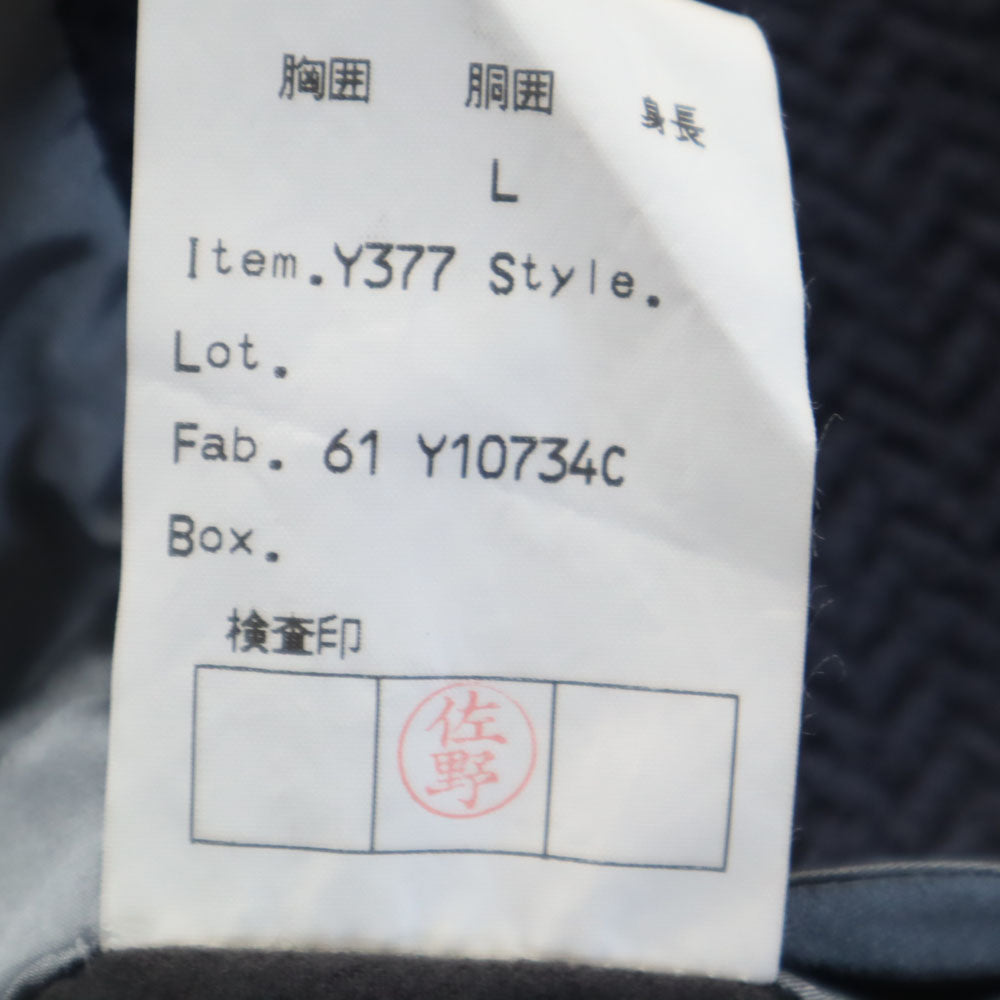 胸囲 胴囲 身長
L
Item.Y377 Style.
Lot.
Fab. 61 Y10734C
Box.
検査印
佐野